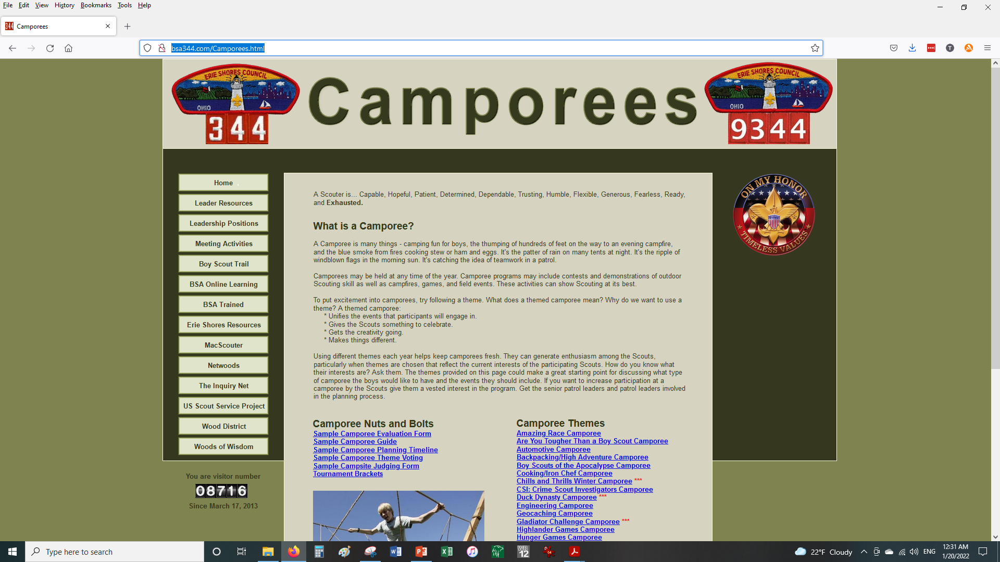 File Edit View History Bookmarks Tools Help
344 Camporees
bsa344.com/Camporees.html
T
ERIE SHORES COUNCIL
OHIO
344
Camporees
ERIE SHORES COUNCIL
OHIO
9344
Home
Leader Resources
Leadership Positions
Meeting Activities
Boy Scout Trail
BSA Online Learning
BSA Trained
Erie Shores Resources
MacScouter
Netwoods
The Inquiry Net
US Scout Service Project
Wood District
Woods of Wisdom
You are visitor number
08716
Since March 17, 2013
A Scouter is... Capable, Hopeful, Patient, Determined, Dependable, Trusting, Humble, Flexible, Generous, Fearless, Ready,
and Exhausted.
What is a Camporee?
A Camporee is many things - camping fun for boys, the thumping of hundreds of feet on the way to an evening campfire,
and the blue smoke from fires cooking stew or ham and eggs. It's the patter of rain on many tents at night. It's the ripple of
windblown flags in the morning sun. It's catching the idea of teamwork in a patrol.
Camporees may be held at any time of the year. Camporee programs may include contests and demonstrations of outdoor
Scouting skill as well as campfires, games, and field events. These activities can show Scouting at its best.
To put excitement into camporees, try following a theme. What does a themed camporee mean? Why do we want to use a
theme? A themed camporee:
* Unifies the events that participants will engage in.
* Gives the Scouts something to celebrate.
* Gets the creativity going.
* Makes things different.
Using different themes each year helps keep camporees fresh. They can generate enthusiasm among the Scouts,
particularly when themes are chosen that reflect the current interests of the participating Scouts. How do you know what
their interests are? Ask them. The themes provided on this page could make a great starting point for discussing what type
of camporee the boys would like to have and the events they should include. If you want to increase participation at a
camporee by the Scouts give them a vested interest in the program. Get the senior patrol leaders and patrol leaders involved
in the planning process.
Camporee Nuts and Bolts
Sample Camporee Evaluation Form
Sample Camporee Guide
Sample Camporee Planning Timeline
Sample Camporee Theme Voting
Sample Campsite Judging Form
Tournament Brackets
Camporee Themes
Amazing Race Camporee
Are You Tougher Than a Boy Scout Camporee
Automotive Camporee
Backpacking/High Adventure Camporee
Boy Scouts of the Apocalypse Camporee
Cooking/Iron Chef Camporee
Chills and Thrills Winter Camporee ***
CSI: Crime Scout Investigators Camporee
Duck Dynasty Camporee ***
Engineering Camporee
Geocaching Camporee
Gladiator Challenge Camporee ***
Highlander Games Camporee
Hunger Games Camporee
ON MY HONOR
TIMELESS VALUES
Type here to search
WB
12
22°F Cloudy
ENG
12:31 AM
1/20/2022